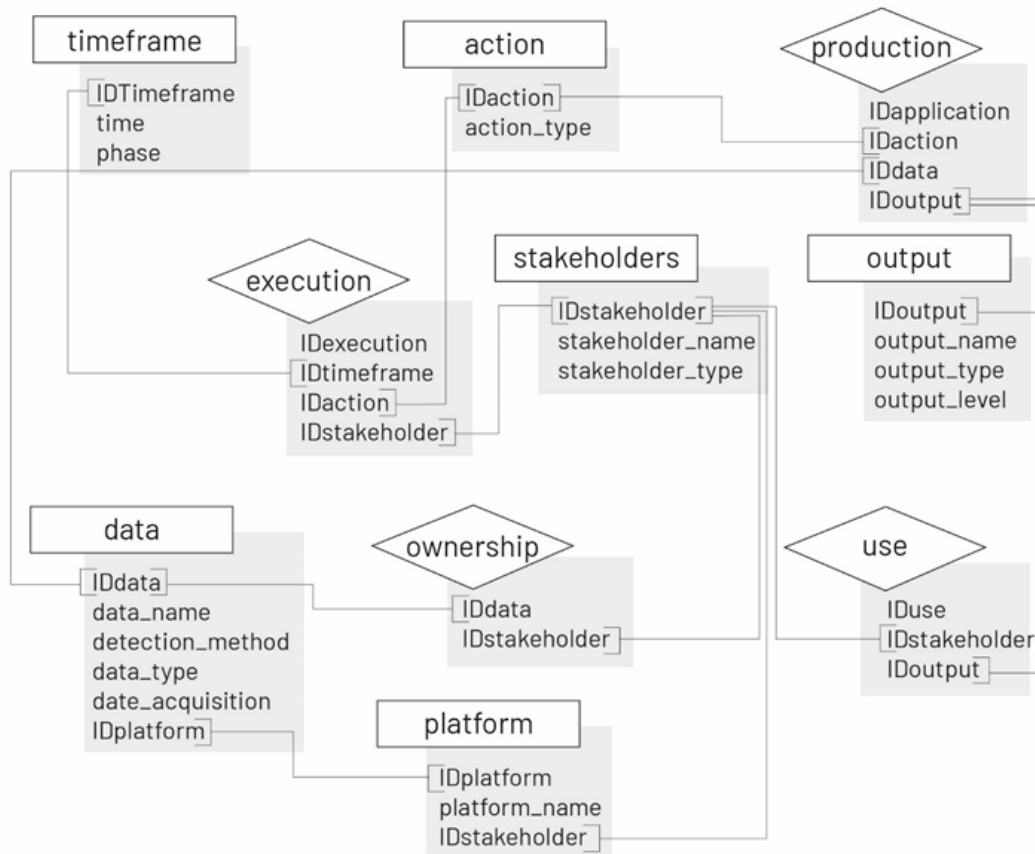 timeframe
IDTimeframe
time
phase
action
IDaction
action_type
production
IDapplication
IDaction
IDdata
IDoutput
execution
IDexecution
IDtimeframe
IDaction
IDstakeholder
stakeholders
IDstakeholder
stakeholder_name
stakeholder_type
output
IDoutput
output_name
output_type
output_level
data
IDdata
data_name
detection_method
data_type
date_acquisition
IDplatform
ownership
IDdata
IDstakeholder
use
IDuse
IDstakeholder
IDoutput
platform
IDplatform
platform_name
IDstakeholder